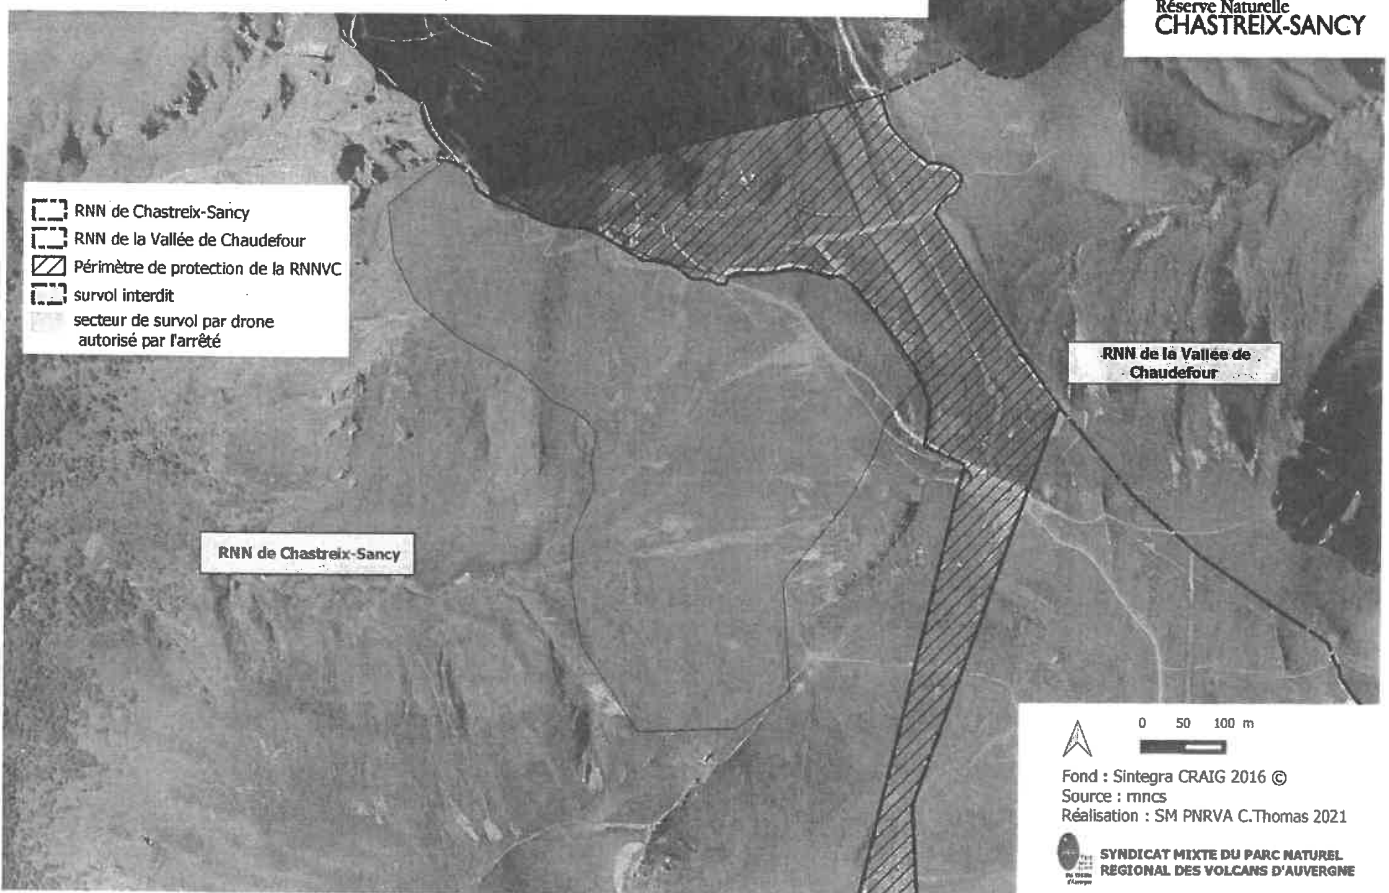 Réserve Naturelle
CHASTREIX-SANCY
RNN de Chastreix-Sancy
RNN de la Vallée de Chaudefour
Périmètre de protection de la RNNVC
survol interdit
secteur de survol par drone
autorisé par l'arrêté
RNN de la Vallée de
Chaudefour
RNN de Chastreix-Sancy
0 50 100 m
Fond : Sintegra CRAIG 2016 ©
Source : rnncs
Réalisation : SM PNRVA C.Thomas 2021
SYNDICAT MIXTE DU PARC NATUREL
REGIONAL DES VOLCANS D'AUVERGNE